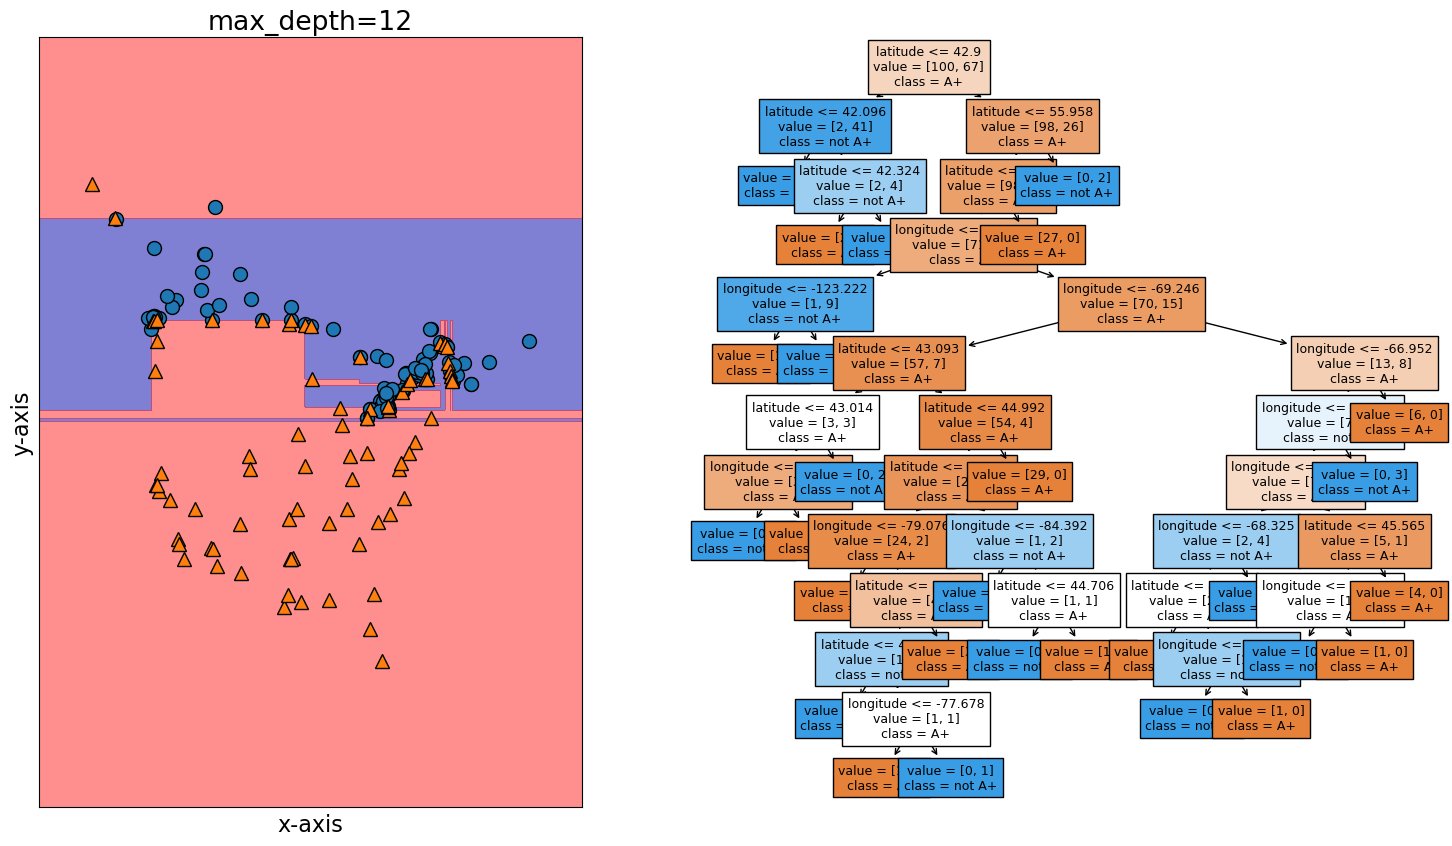 max_depth=12
y-axis
x-axis
latitude <= 42.9
value = [100, 67]
class = A+
latitude <= 42.096
value = [2, 41]
class = not A+
latitude <= 55.958
value = [98, 26]
class = A+
value =
class =
latitude <= 42.324
value = [2, 4]
class = not A+
latitude <=
value = [98
class =
value = [0, 2]
class = not A+
value =
class =
value =
class =
longitude <=
value =
class =
value = [27, 0]
class = A+
longitude <= -123.222
value = [1, 9]
class = not A+
longitude <= -69.246
value = [70, 15]
class = A+
value =
class =
value =
class =
latitude <= 43.093
value = [57, 7]
class = A+
longitude <= -66.952
value = [13, 8]
class = A+
latitude <= 43.014
value = [3, 3]
class = A+
latitude <= 44.992
value = [54, 4]
class = A+
longitude <=
value =
class = not
value = [6, 0]
class = A+
longitude <=
value =
class =
value = [0, 2]
class = not A+
latitude <=
value =
class =
value = [29, 0]
class = A+
longitude <=
value =
class =
value = [0, 3]
class = not A+
value = [0
class = not
value =
class =
longitude <= -79.076
value = [24, 2]
class = A+
longitude <= -84.392
value = [1, 2]
class = not A+
longitude <= -68.325
value = [2, 4]
class = not A+
latitude <= 45.565
value = [5, 1]
class = A+
value =
class =
latitude <=
value =
class =
value =
class =
latitude <= 44.706
value = [1, 1]
class = A+
latitude <=
value =
class =
value =
class =
longitude <=
value = [1
class =
value = [4, 0]
class = A+
latitude <=
value = [1
class = not
value =
class =
value = [0
class = not
value = [1
class = A+
value =
class =
longitude <=
value =
class = not
value = [0
class = not
value = [1, 0]
class = A+
value =
class =
longitude <= -77.678
value = [1, 1]
class = A+
value = [0
class = not
value = [1, 0]
class = A+
value =
class =
value = [0, 1]
class = not A+